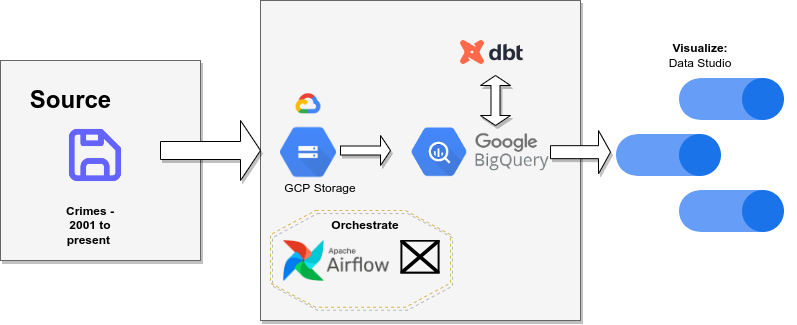 Source
Crimes -
2001 to
present
GCP Storage
dbt
Google
BigQuery
Orchestrate
Apache
Airflow
Visualize:
Data Studio